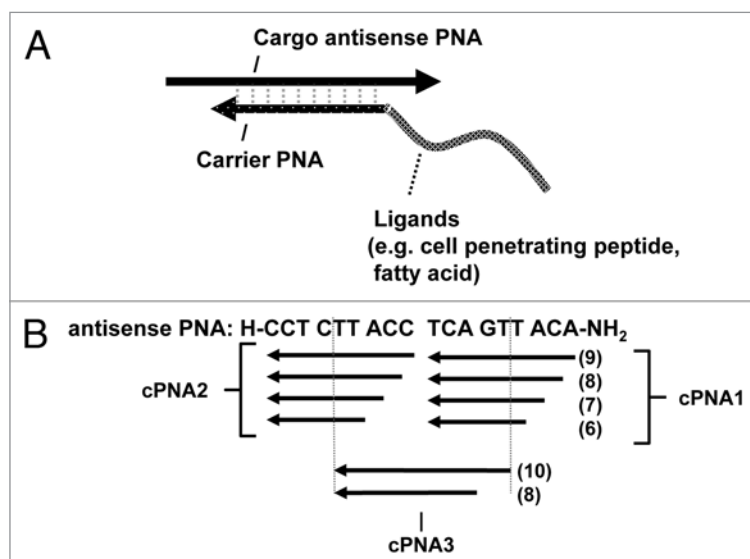 A
Cargo antisense PNA
Carrier PNA
Ligands
(e.g. cell penetrating peptide,
fatty acid)
B
antisense PNA: H-CCT CTT ACC TCA GTT ACA-NH₂
(9)
(8)
cPNA2
cPNA1
(7)
(6)
(10)
(8)
cPNA3